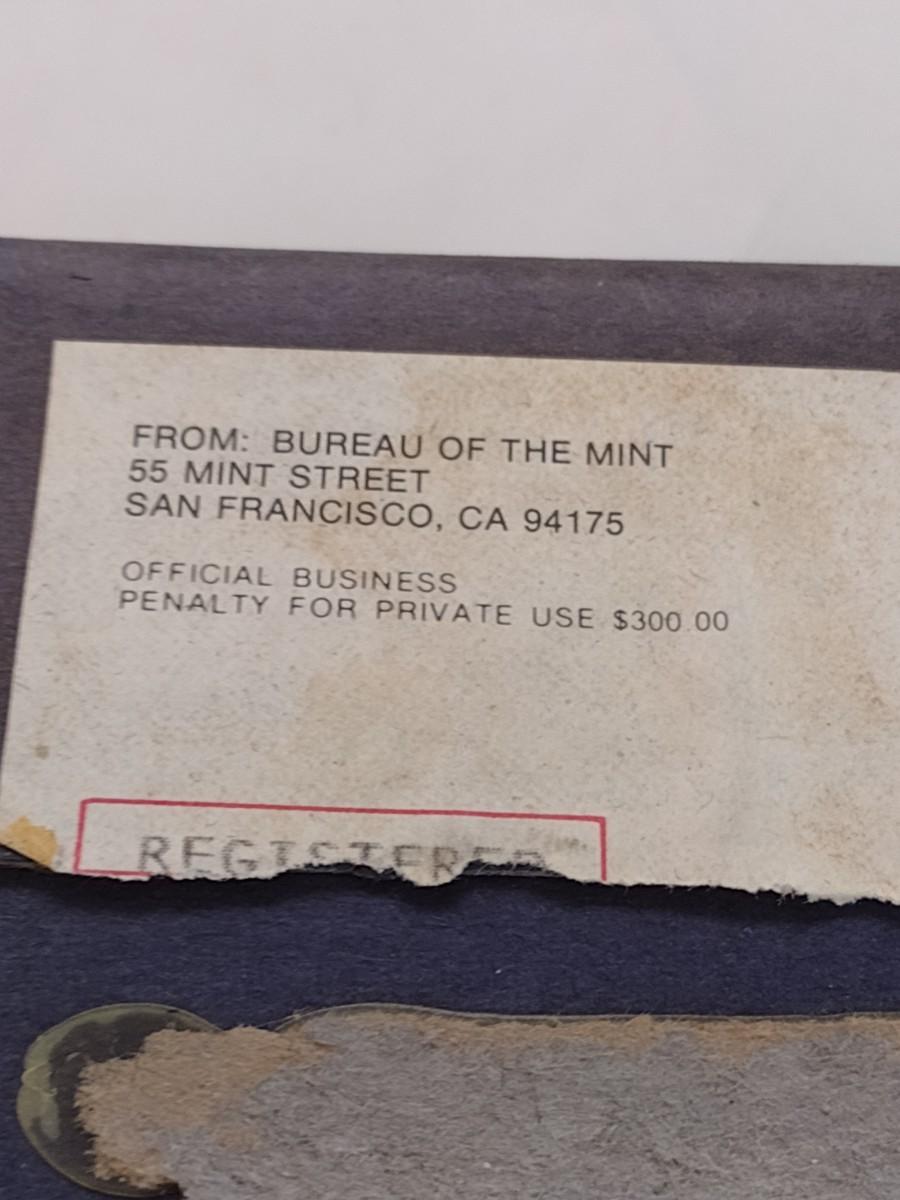 FROM: BUREAU OF THE MINT
55 MINT STREET
SAN FRANCISCO, CA 94175
OFFICIAL BUSINESS
PENALTY FOR PRIVATE USE $300.00
REGISTERED